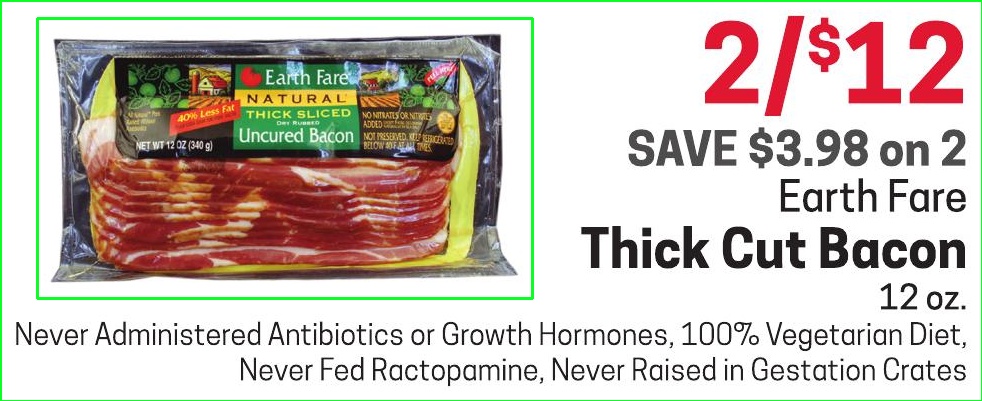 Earth Fare
NATURAL
THICK SLICED
DRY RUBBED
Uncured Bacon
40% Less Fat
NET WT 12 OZ (340 g)
NO NITRATES OR NITRITES
ADDED
NOT PRESERVED, KEEP REFRIGERATED
BELOW 40 F AT ALL TIMES.
2/$12
SAVE $3.98 on 2
Earth Fare
Thick Cut Bacon
12 oz.
Never Administered Antibiotics or Growth Hormones, 100% Vegetarian Diet,
Never Fed Ractopamine, Never Raised in Gestation Crates